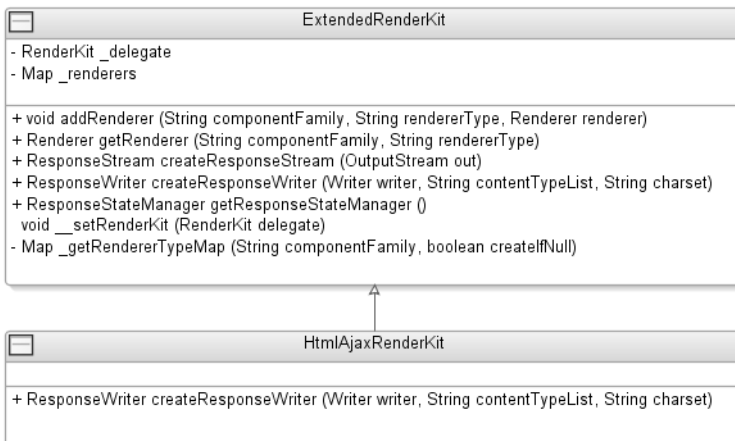 ExtendedRenderKit
- RenderKit _delegate
- Map _renderers
+ void addRenderer (String componentFamily, String rendererType, Renderer renderer)
+ Renderer getRenderer (String componentFamily, String rendererType)
+ ResponseStream createResponseStream (OutputStream out)
+ ResponseWriter createResponseWriter (Writer writer, String contentTypeList, String charset)
+ ResponseStateManager getResponseStateManager ()
void __setRenderKit (RenderKit delegate)
- Map _getRendererTypeMap (String componentFamily, boolean createIfNull)
HtmlAjaxRenderKit
+ ResponseWriter createResponseWriter (Writer writer, String contentTypeList, String charset)